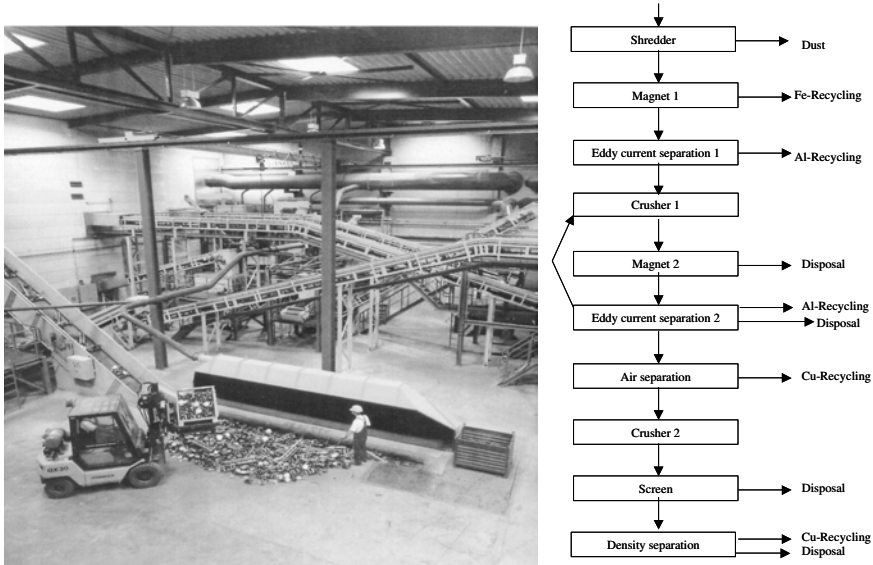 Shredder
Dust
Magnet 1
Fe-Recycling
Eddy current separation 1
Al-Recycling
Crusher 1
Magnet 2
Disposal
Eddy current separation 2
Al-Recycling
Disposal
Air separation
Cu-Recycling
Crusher 2
Screen
Disposal
Density separation
Cu-Recycling
Disposal
GX30